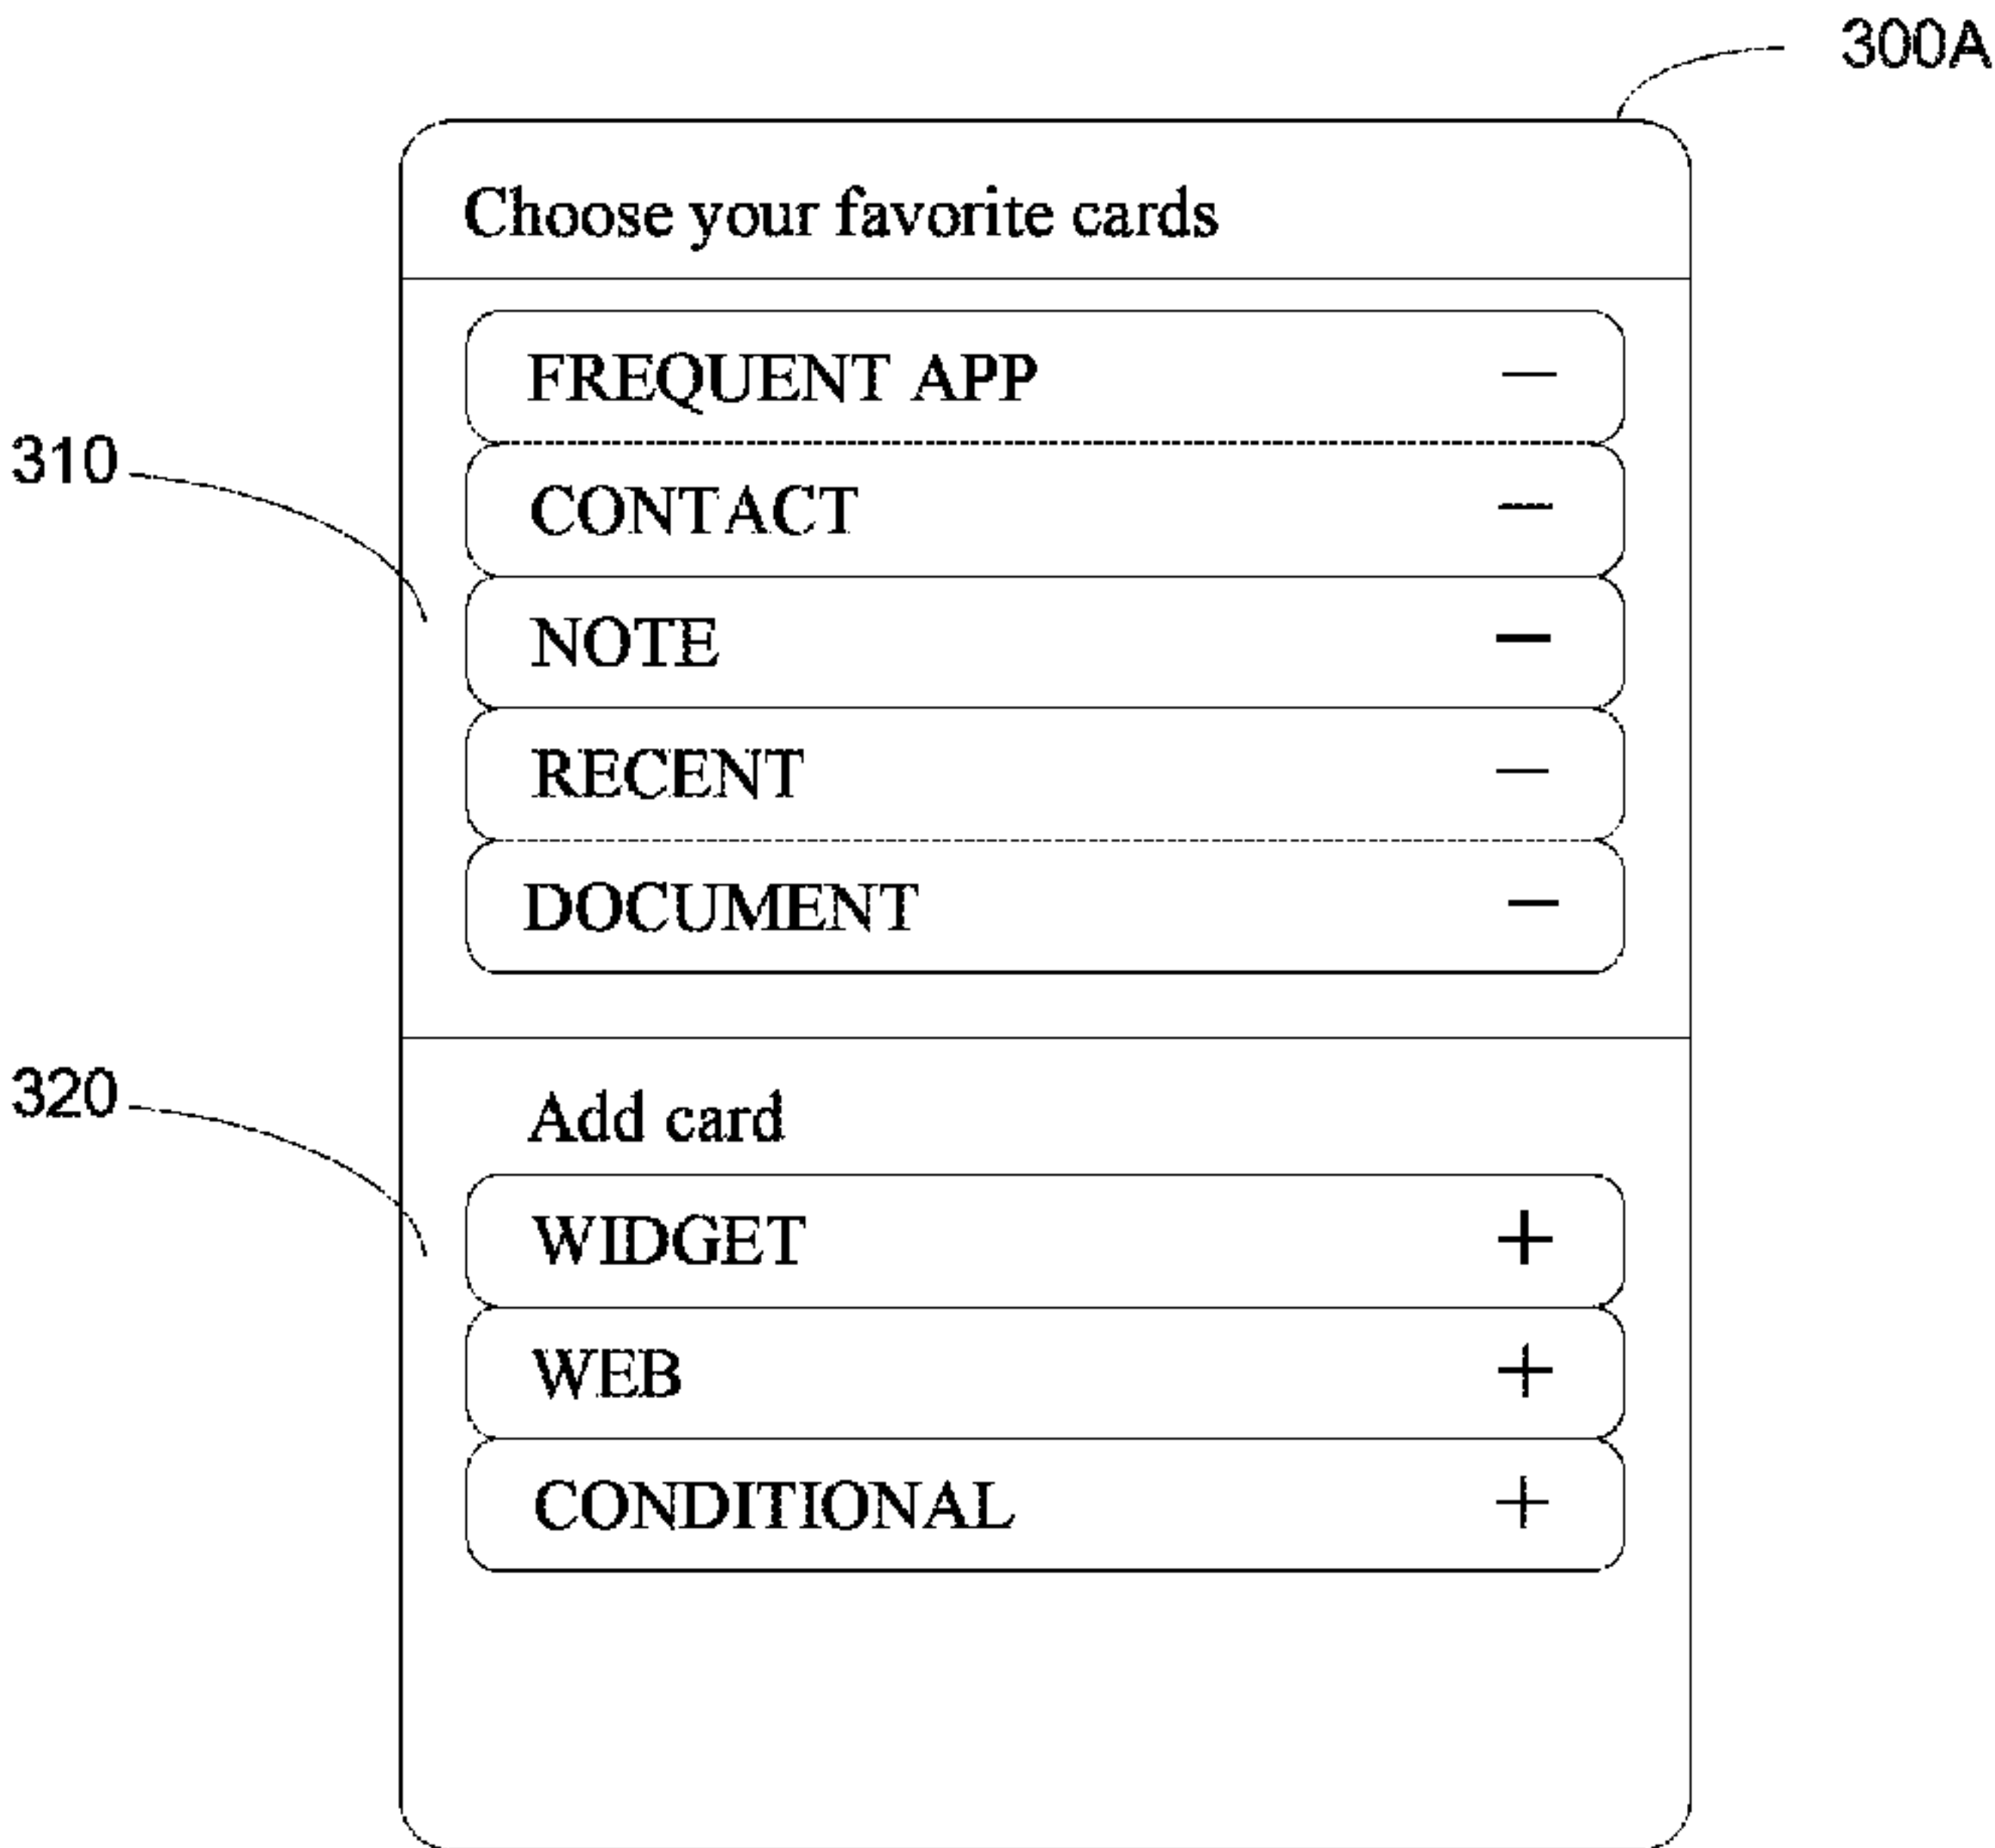 300A
Choose your favorite cards
FREQUENT APP —
310
CONTACT —
NOTE —
RECENT —
DOCUMENT —
320
Add card
WIDGET +
WEB +
CONDITIONAL +